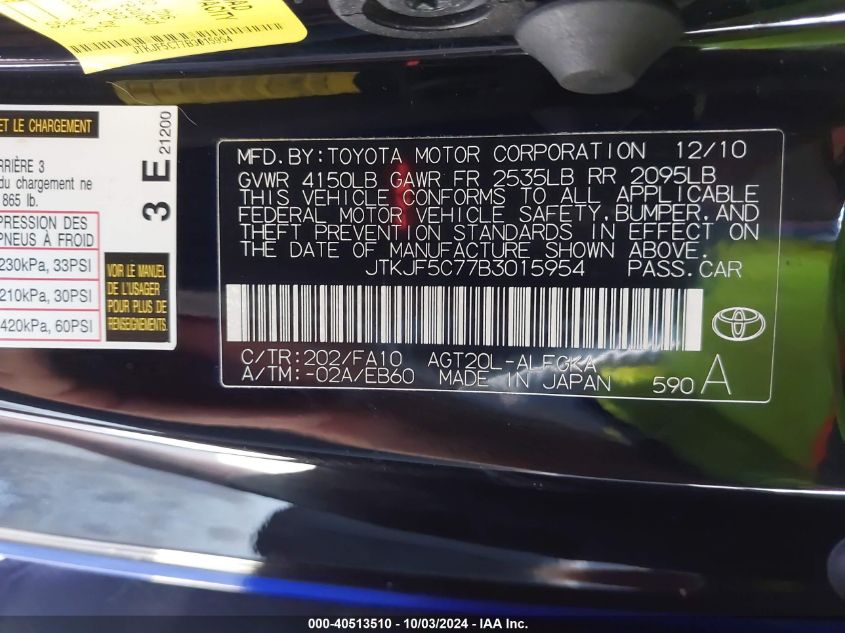 JTKJF5C77B3015954
ET LE CHARGEMENT
RRIÈRE 3
du chargement ne
865 lb.
PRESSION DES
PNEUS À FROID
230kPa, 33PSI
210kPa, 30PSI
420kPa, 60PSI
VOIR LE MANUEL
DE L'USAGER
POUR PLUS DE
RENSEIGNEMENTS
3 E
21200
MFD.BY:TOYOTA MOTOR CORPORATION 12/10
GVWR 4150LB GAWR FR 2535LB RR 2095LB
THIS VEHICLE CONFORMS TO ALL APPLICABLE
FEDERAL MOTOR VEHICLE SAFETY,BUMPER,AND
THEFT PREVENTION STANDARDS IN EFFECT ON
THE DATE OF MANUFACTURE SHOWN ABOVE.
JTKJF5C77B3015954 PASS.CAR
C/TR:202/FA10 AGT20L-ALFGKA
A/TM:-02A/EB60 MADE IN JAPAN 590 A
000-40513510 - 10/03/2024 - IAA Inc.